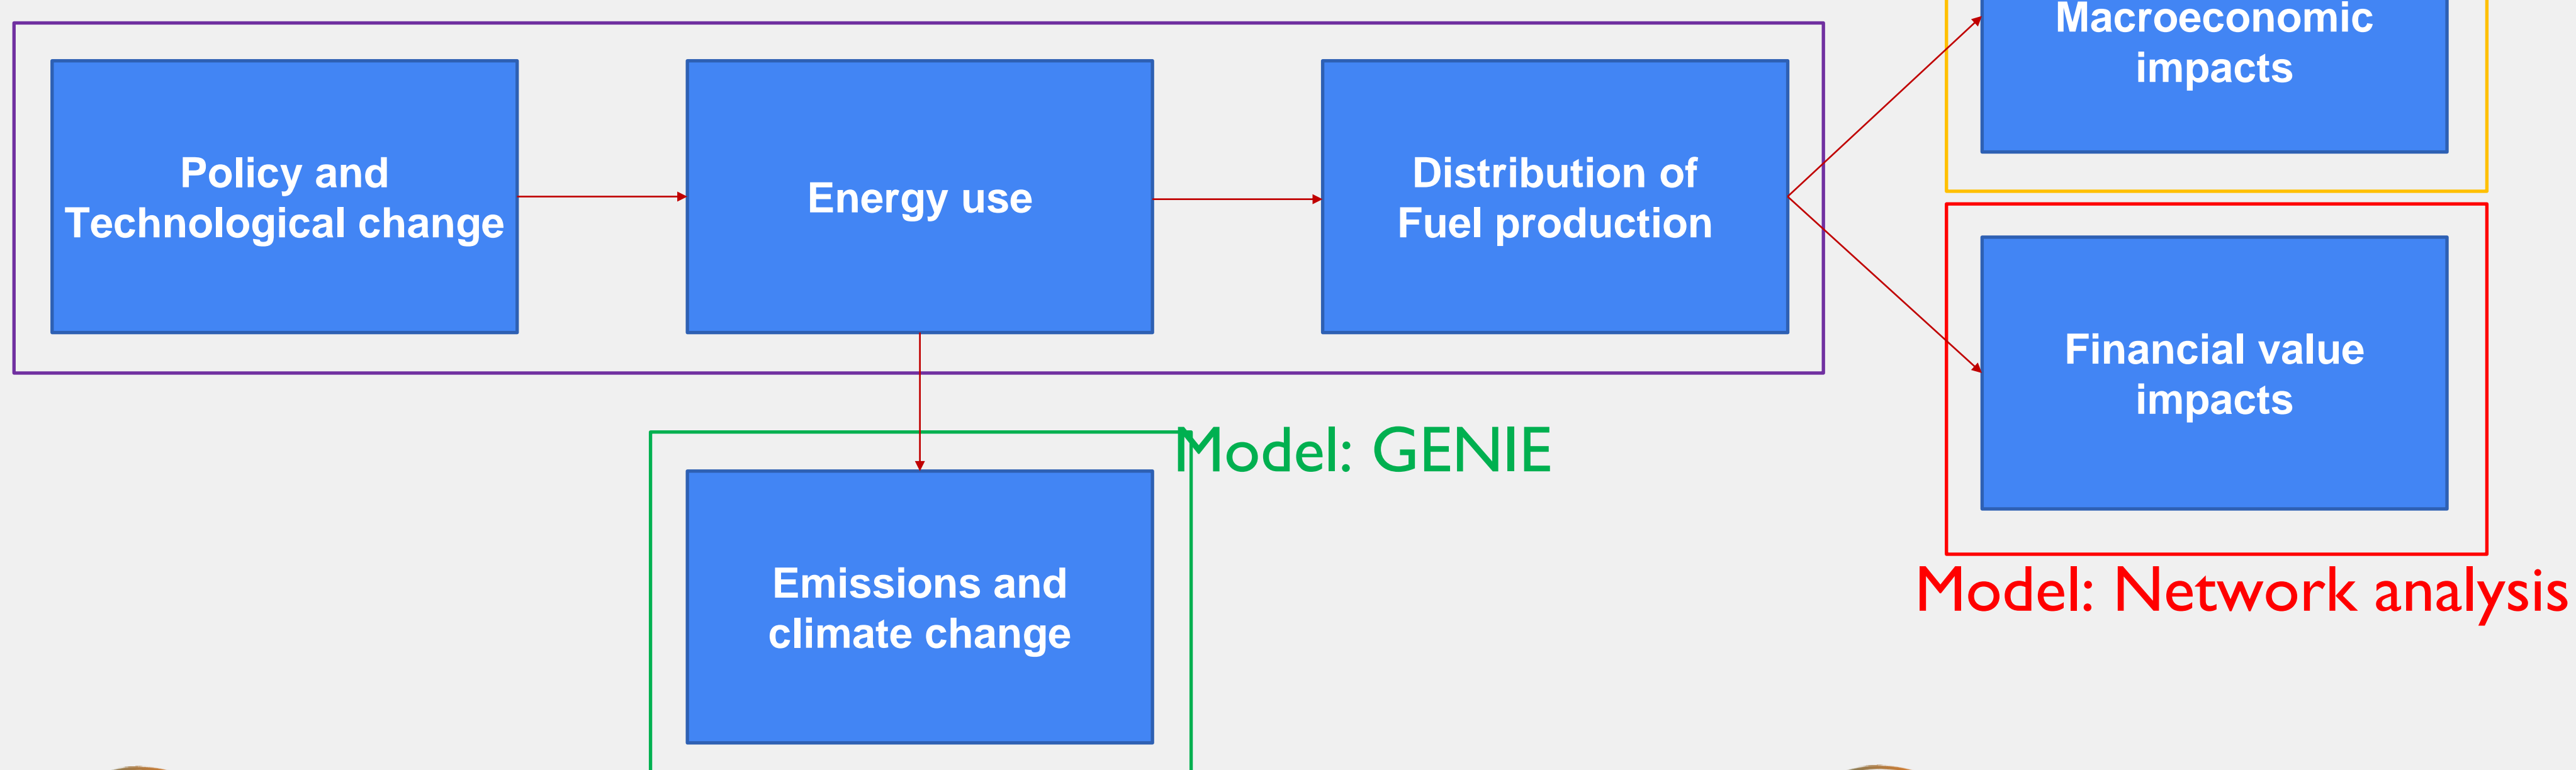 Macroeconomic
impacts
Policy and
Technological change
Energy use
Distribution of
Fuel production
Financial value
impacts
Model: GENIE
Model: Network analysis
Emissions and
climate change